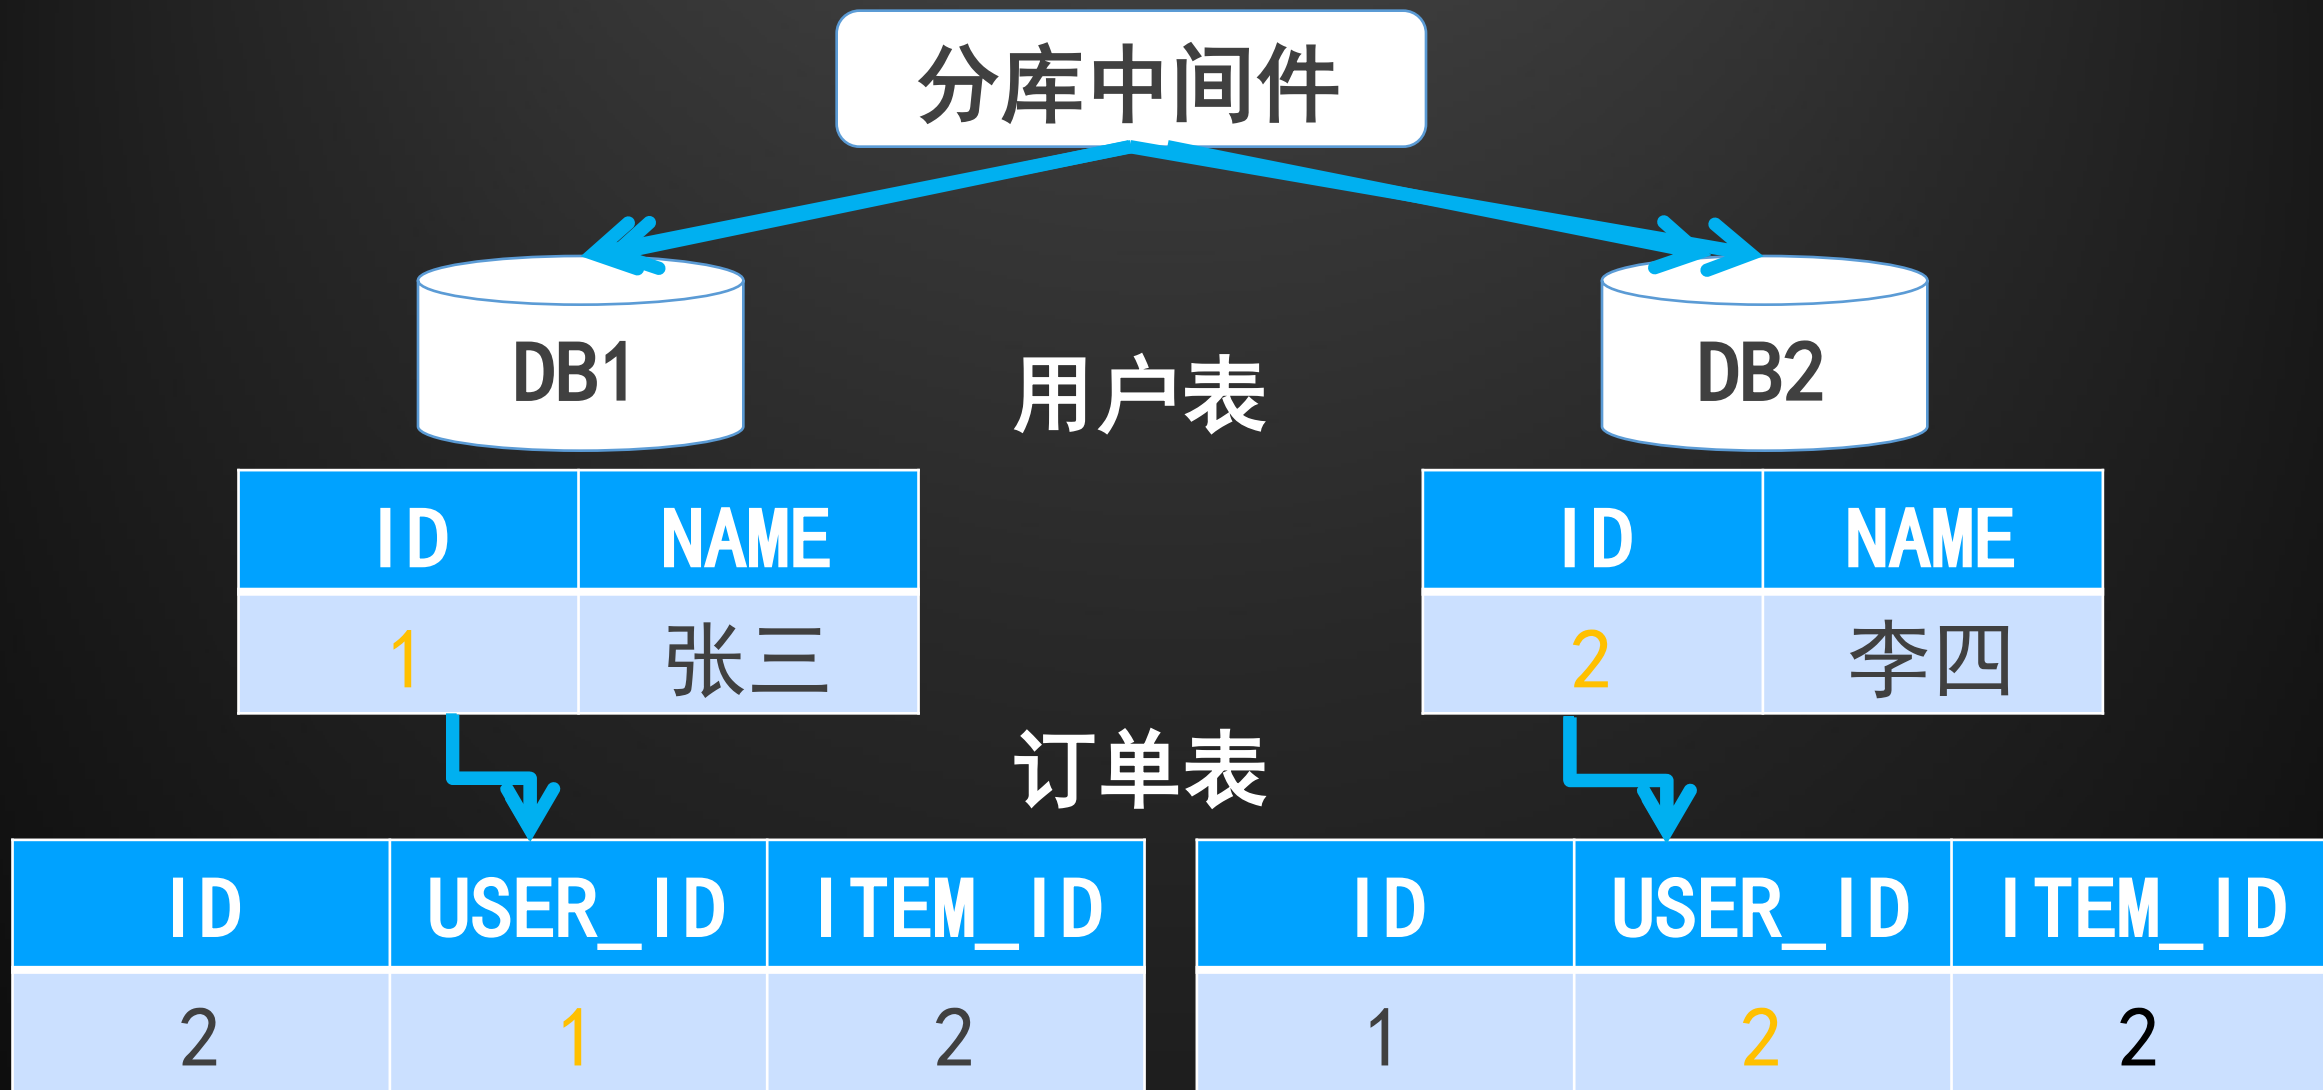 分库中间件
DB1
DB2
用户表
ID NAME
1 张三
ID NAME
2 李四
订单表
ID USER_ID ITEM_ID
2 1 2
ID USER_ID ITEM_ID
1 2 2